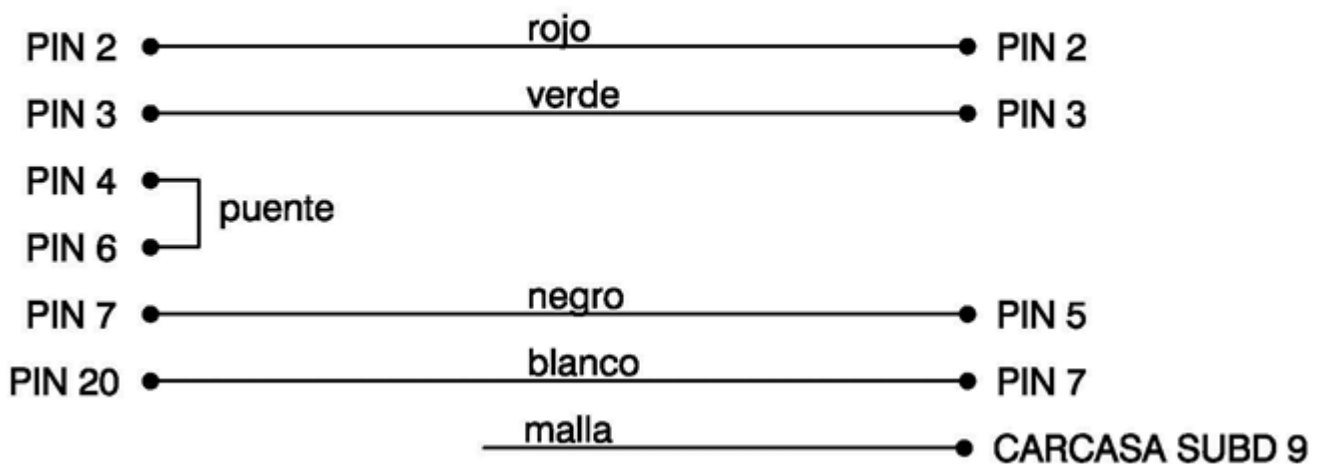 rojo
PIN 2 PIN 2
verde
PIN 3 PIN 3
PIN 4
puente
PIN 6
negro
PIN 7 PIN 5
blanco
PIN 20 PIN 7
malla
CARCASA SUBD 9